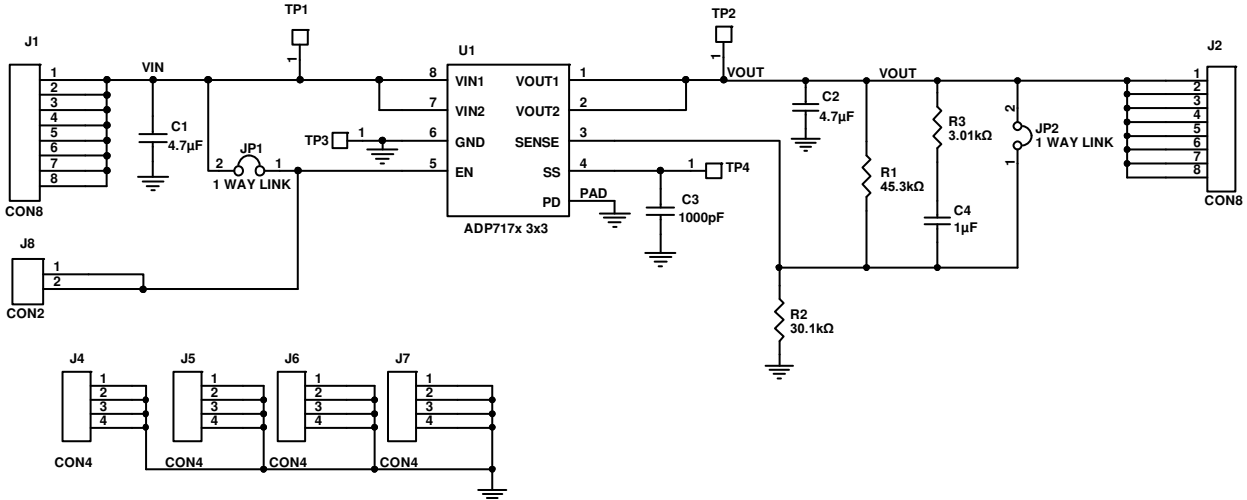 TP1
TP2
J1
U1
J2
1
2
3
4
5
6
7
8
CON8
VIN
1
C1
4.7µF
2
JP1
1
1 WAY LINK
TP3
1
8
7
6
5
VIN1
VIN2
GND
EN
VOUT1
VOUT2
SENSE
SS
PD
1
2
3
4
PAD
ADP717x 3x3
1
VOUT
VOUT
1
TP4
C3
1000pF
C2
4.7µF
R1
45.3kΩ
R3
3.01kΩ
C4
1µF
2
JP2
1 WAY LINK
1
1
2
3
4
5
6
7
8
CON8
J8
1
2
CON2
R2
30.1kΩ
J4
1
2
3
4
CON4
J5
1
2
3
4
CON4
J6
1
2
3
4
CON4
J7
1
2
3
4
CON4